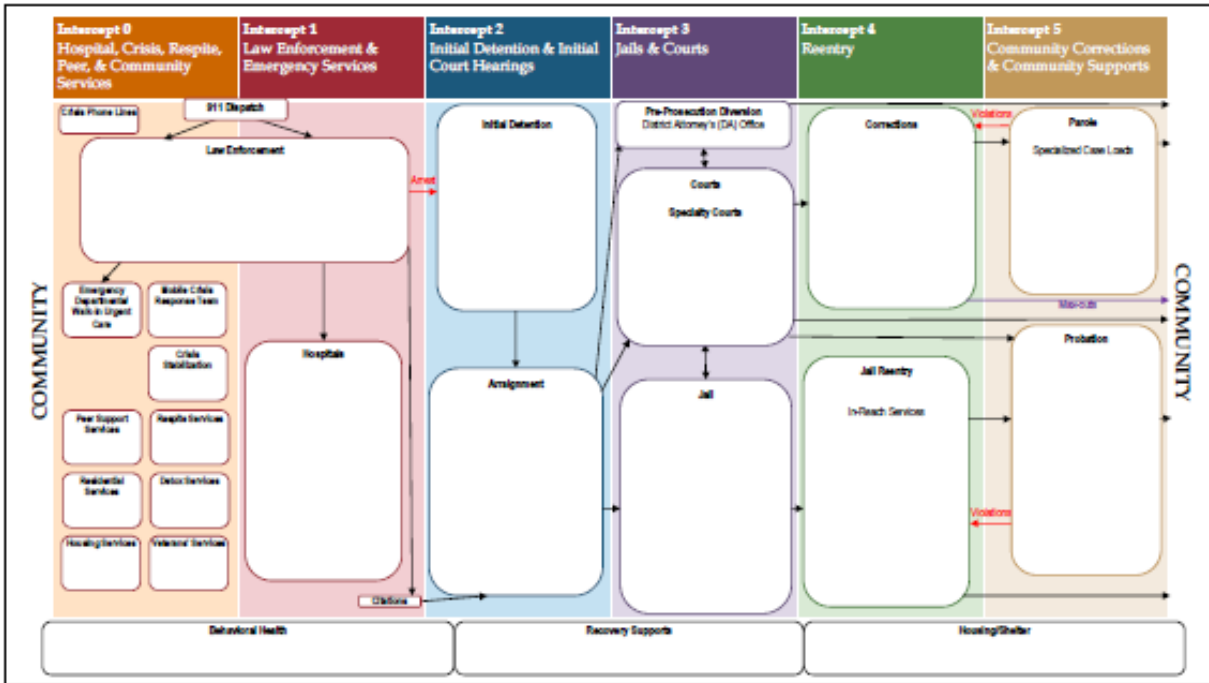 Intercept 0
Hospital, Crisis, Respite,
Peer, & Community
Services
Intercept 1
Law Enforcement &
Emergency Services
Intercept 2
Initial Detention & Initial
Court Hearings
Intercept 3
Jails & Courts
Intercept 4
Reentry
Intercept 5
Community Corrections
& Community Supports
COMMUNITY
Crisis Phone Lines
911 Dispatch
Law Enforcement
Arrest
Emergency
Departmental
Walk-in Urgent
Care
Mobile Crisis
Response Team
Crisis
Stabilization
Peer Support
Services
Respite Services
Residential
Services
Detox Services
Housing Services
Veterans' Services
Hospitals
Citations
Initial Detention
Arraignment
Pre-Prosecution Diversion
District Attorney's (DA) Office
Courts
Specialty Courts
Jail
Corrections
Jail Reentry
In-Reach Services
Violations
Parole
Specialized Case Loads
Max-outs
Probation
Violations
COMMUNITY
Behavioral Health
Recovery Supports
Housing/Shelter